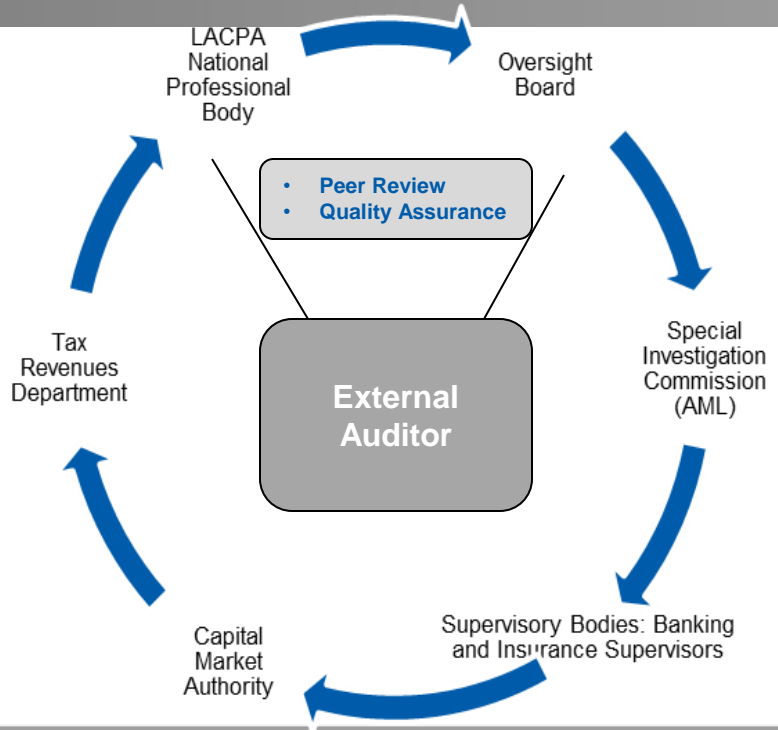 LACPA
National
Professional
Body
Oversight
Board
• Peer Review
• Quality Assurance
Special
Investigation
Commission
(AML)
Tax
Revenues
Department
External
Auditor
Supervisory Bodies: Banking
and Insurance Supervisors
Capital
Market
Authority